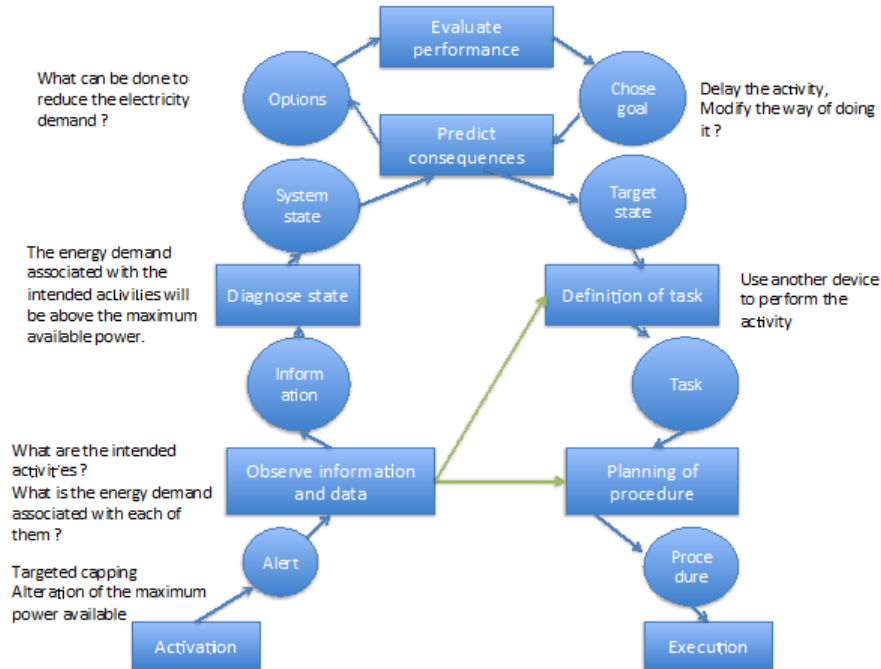 Evaluate
performance
What can be done to
reduce the electricity
demand ?
Options
Chose
goal
Delay the activity,
Modify the way of doing
it ?
Predict
consequences
System
state
Target
state
The energy demand
associated with the
intended activities will
be above the maximum
available power.
Diagnose state
Definition of task
Use another device
to perform the
activity
Inform
ation
Task
What are the intended
activities ?
What is the energy demand
associated with each of
them ?
Observe information
and data
Planning of
procedure
Targeted capping
Alteration of the maximum
power available
Alert
Proce
dure
Activation
Execution